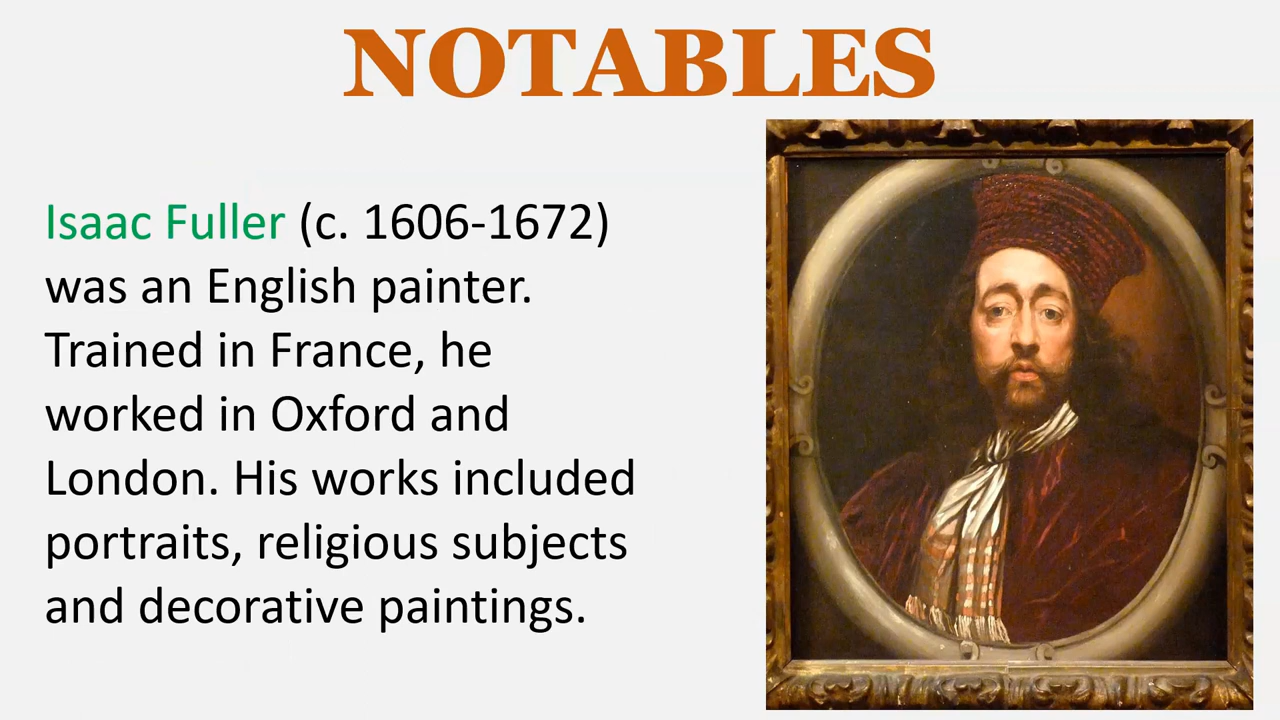 NOTABLES
Isaac Fuller (c. 1606-1672)
was an English painter.
Trained in France, he
worked in Oxford and
London. His works included
portraits, religious subjects
and decorative paintings.